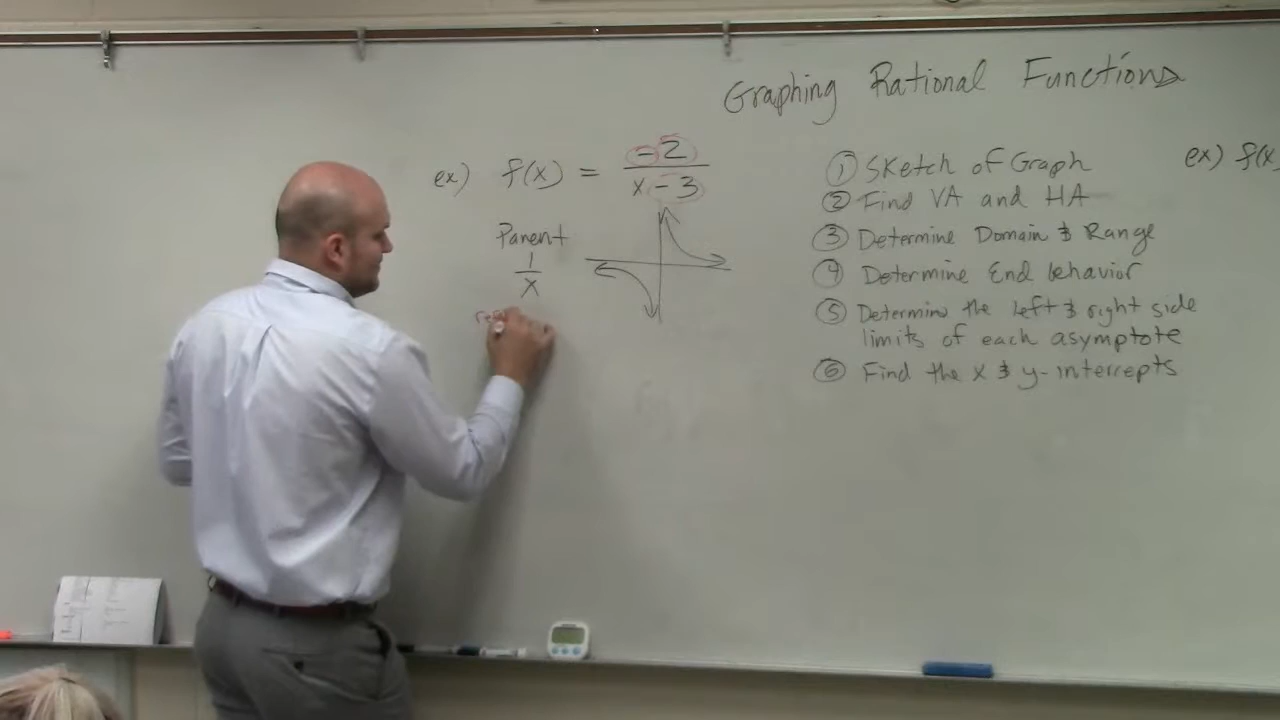 Graphing Rational Functions
ex) f(x) = -2 / x - 3
Parent
1 / x
① Sketch of Graph
② Find VA and HA
③ Determine Domain & Range
④ Determine End behavior
⑤ Determine the left & right side
limits of each asymptote
⑥ Find the x & y-intercepts
ex) f(x